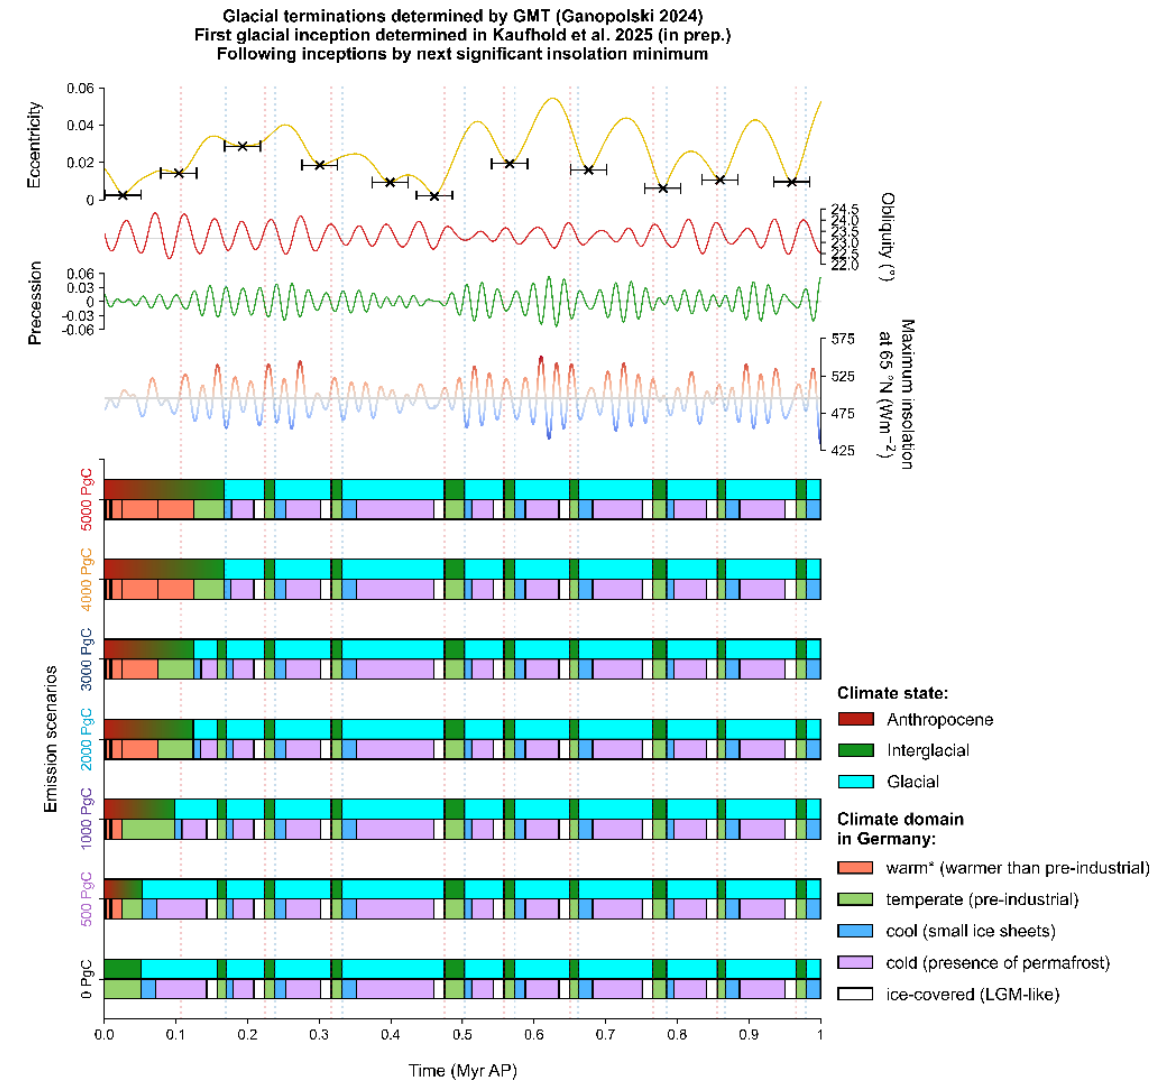 Glacial terminations determined by GMT (Ganopolski 2024)
First glacial inception determined in Kaufhold et al. 2025 (in prep.)
Following inceptions by next significant insolation minimum
Eccentricity
0.06
0.04
0.02
0
Obliquity (°)
24.5
24.0
23.5
23.0
22.5
22.0
Precession
0.06
0.03
0
-0.03
-0.06
Maximum insolation
at 65 °N (Wm⁻²)
575
525
475
425
Emission scenarios
5000 PgC
4000 PgC
3000 PgC
2000 PgC
1000 PgC
500 PgC
0 PgC
Climate state:
Anthropocene
Interglacial
Glacial
Climate domain
in Germany:
warm* (warmer than pre-industrial)
temperate (pre-industrial)
cool (small ice sheets)
cold (presence of permafrost)
ice-covered (LGM-like)
0.0 0.1 0.2 0.3 0.4 0.5 0.6 0.7 0.8 0.9 1
Time (Myr AP)